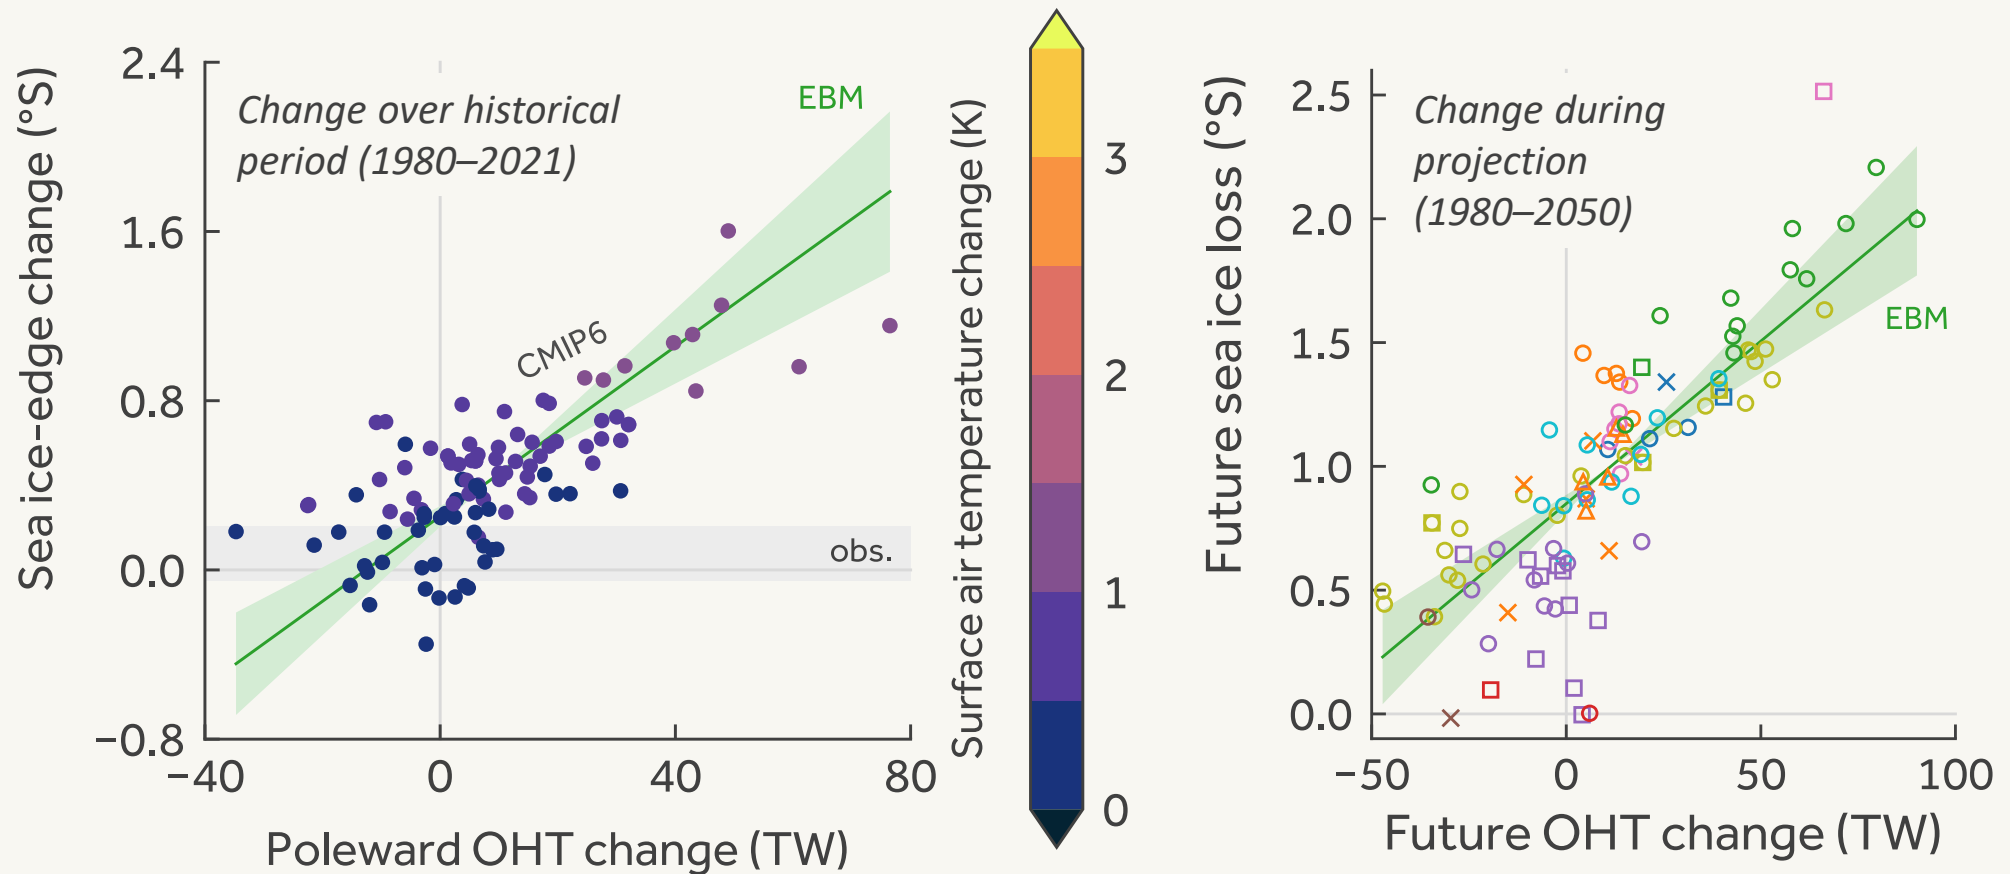 Sea ice-edge change (°S)
2.4
1.6
0.8
0.0
−0.8
Change over historical
period (1980–2021)
EBM
CMIP6
obs.
−40
0
40
80
Poleward OHT change (TW)
Surface air temperature change (K)
3
2
1
0
Future sea ice loss (°S)
2.5
2.0
1.5
1.0
0.5
0.0
Change during
projection
(1980–2050)
EBM
−50
0
50
100
Future OHT change (TW)